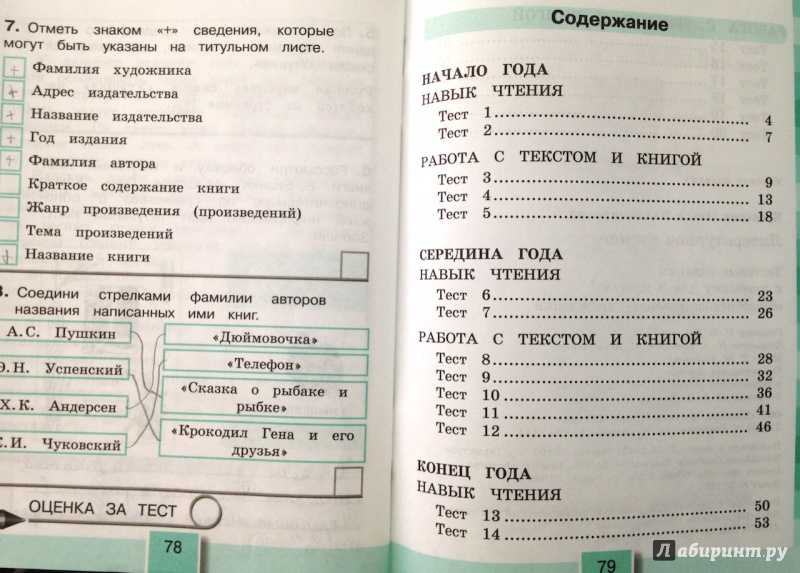 7. Отметь знаком «+» сведения, которые
могут быть указаны на титульном листе.
+ Фамилия художника
+ Адрес издательства
+ Название издательства
+ Год издания
+ Фамилия автора
Краткое содержание книги
Жанр произведения (произведений)
Тема произведений
+ Название книги
Соедини стрелками фамилии авторов
названия написанных ими книг.
А.С. Пушкин
Э.Н. Успенский
Х.К. Андерсен
К.И. Чуковский
«Дюймовочка»
«Телефон»
«Сказка о рыбаке и
рыбке»
«Крокодил Гена и его
друзья»
ОЦЕНКА ЗА ТЕСТ
78
Содержание
НАЧАЛО ГОДА
НАВЫК ЧТЕНИЯ
Тест 1 4
Тест 2 7
РАБОТА С ТЕКСТОМ И КНИГОЙ
Тест 3 9
Тест 4 13
Тест 5 18
СЕРЕДИНА ГОДА
НАВЫК ЧТЕНИЯ
Тест 6 23
Тест 7 26
РАБОТА С ТЕКСТОМ И КНИГОЙ
Тест 8 28
Тест 9 32
Тест 10 36
Тест 11 41
Тест 12 46
КОНЕЦ ГОДА
НАВЫК ЧТЕНИЯ
Тест 13 50
Тест 14 53
79
Лабиринт.ру